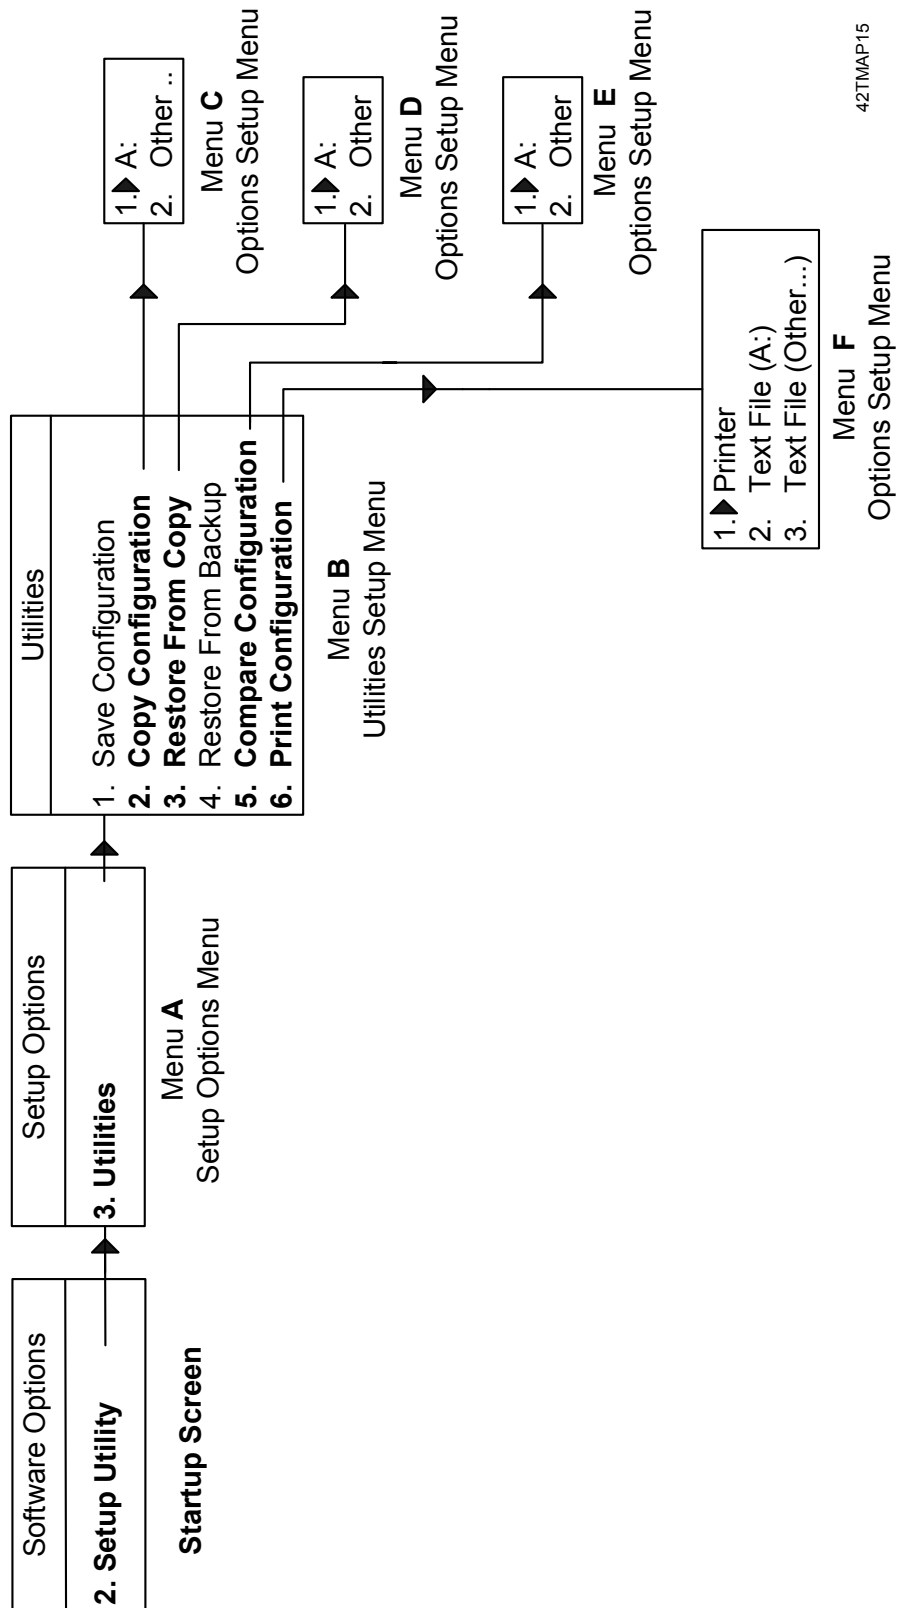 Software Options
2. Setup Utility
Startup Screen
Setup Options
3. Utilities
Menu A
Setup Options Menu
Utilities
1. Save Configuration
2. Copy Configuration
3. Restore From Copy
4. Restore From Backup
5. Compare Configuration
6. Print Configuration
Menu B
Utilities Setup Menu
1. A:
2. Other ..
Menu C
Options Setup Menu
1. A:
2. Other
Menu D
Options Setup Menu
1. A:
2. Other
Menu E
Options Setup Menu
1. Printer
2. Text File (A:)
3. Text File (Other...)
Menu F
Options Setup Menu
42TMAP15